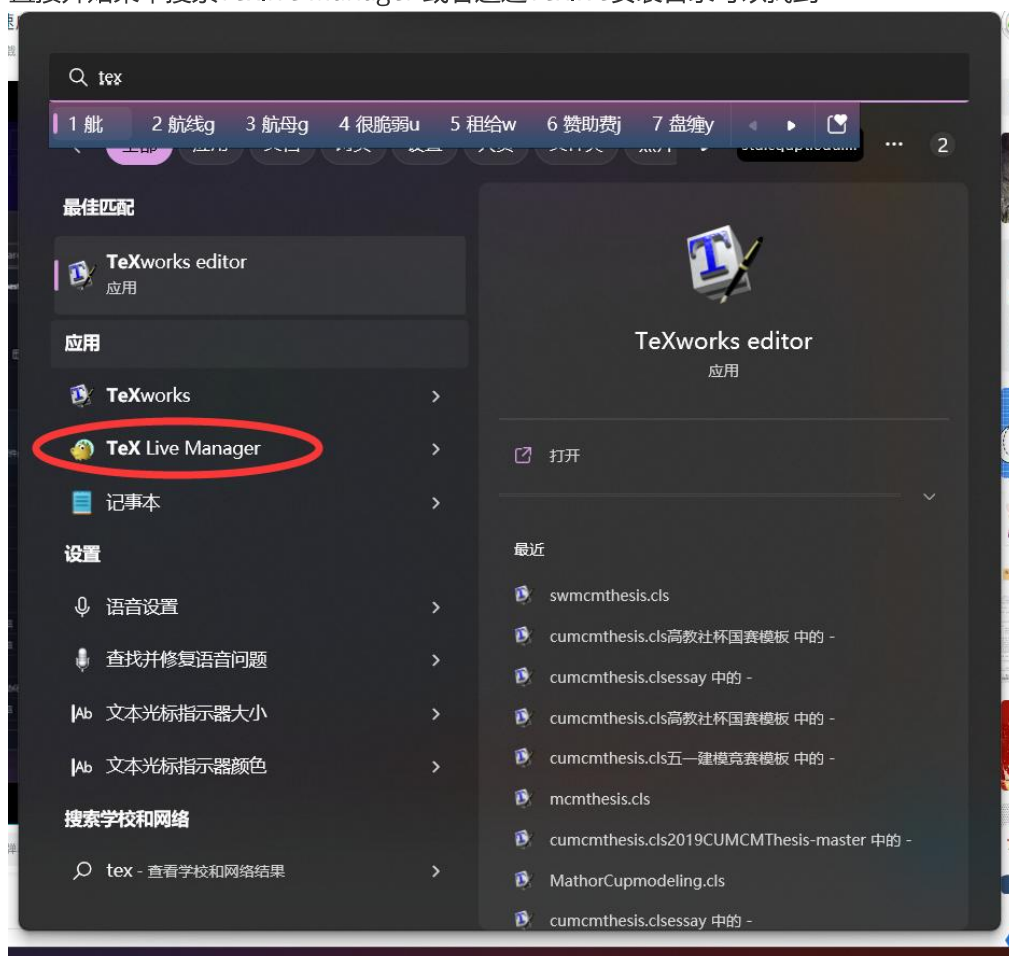 tex
1 舭 2 航线g 3 航母g 4 很脆弱u 5 租给w 6 赞助费j 7 盘缠y
2
最佳匹配
TeXworks editor
应用
应用
TeXworks
TeX Live Manager
记事本
设置
语音设置
查找并修复语音问题
文本光标指示器大小
文本光标指示器颜色
搜索学校和网络
tex - 查看学校和网络结果
TeXworks editor
应用
打开
最近
swmcmthesis.cls
cumcmthesis.cls高教社杯国赛模板 中的 -
cumcmthesis.clsessay 中的 -
cumcmthesis.cls高教社杯国赛模板 中的 -
cumcmthesis.cls五一建模竞赛模板 中的 -
mcmthesis.cls
cumcmthesis.cls2019CUMCMThesis-master 中的 -
MathorCupmodeling.cls
cumcmthesis.clsessay 中的 -